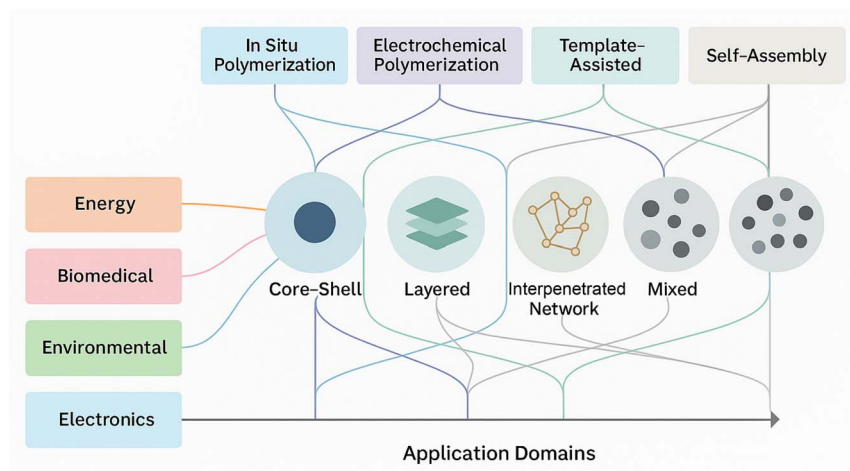 In Situ
Polymerization
Electrochemical
Polymerization
Template–
Assisted
Self–Assembly
Energy
Biomedical
Environmental
Electronics
Core–Shell
Layered
Interpenetrated
Network
Mixed
Application Domains